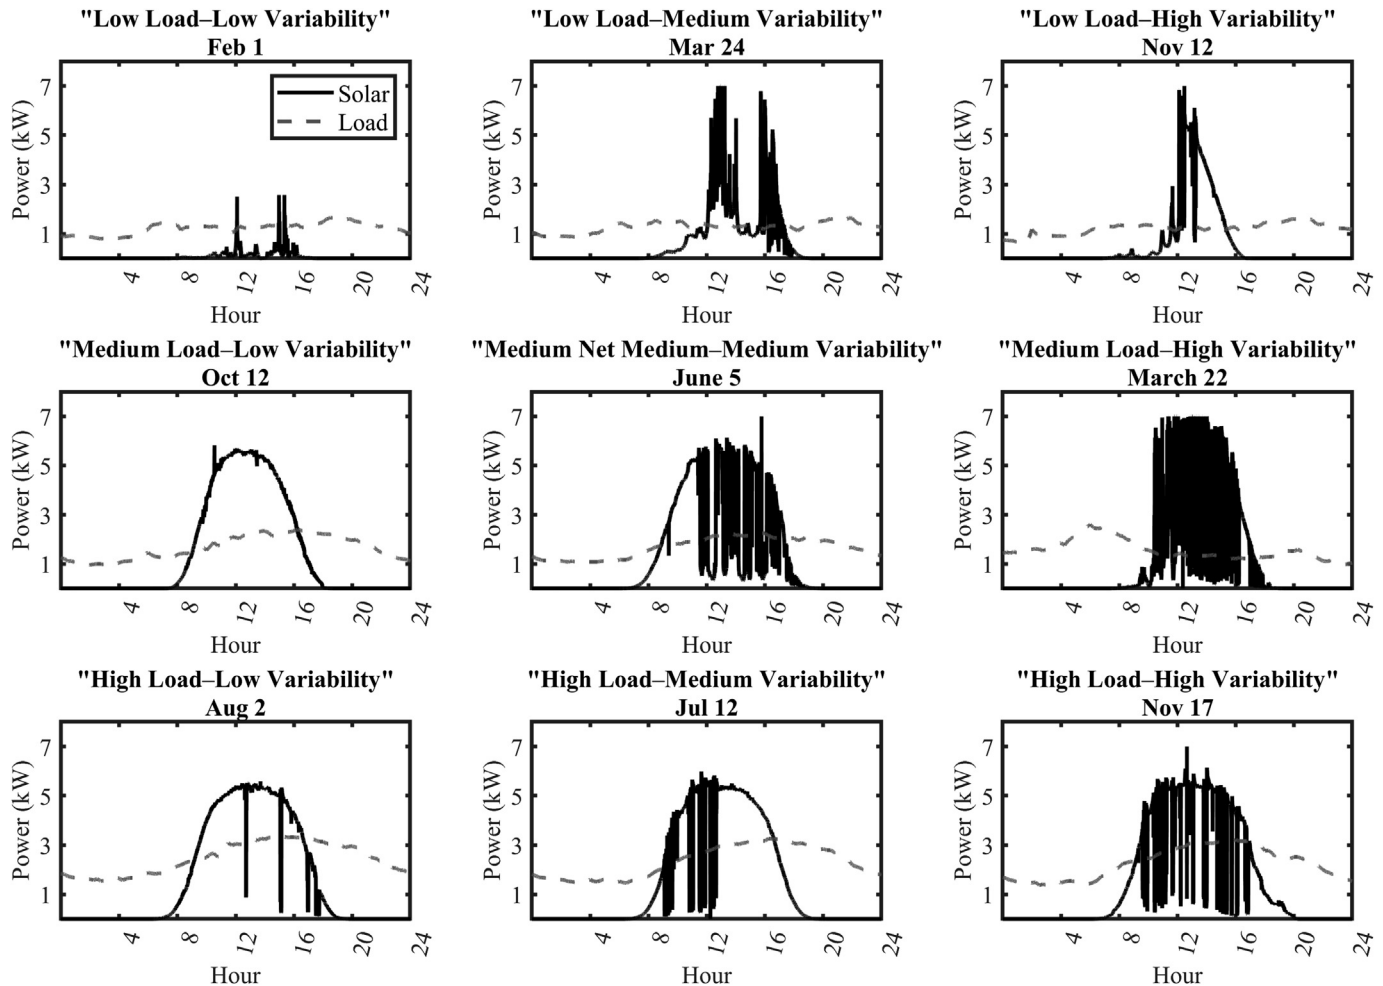 "Low Load–Low Variability"
Feb 1
Power (kW)
7
5
3
1
Solar
Load
4
8
12
16
20
24
Hour
"Low Load–Medium Variability"
Mar 24
Power (kW)
7
5
3
1
4
8
12
16
20
24
Hour
"Low Load–High Variability"
Nov 12
Power (kW)
7
5
3
1
4
8
12
16
20
24
Hour
"Medium Load–Low Variability"
Oct 12
Power (kW)
7
5
3
1
4
8
12
16
20
24
Hour
"Medium Net Medium–Medium Variability"
June 5
Power (kW)
7
5
3
1
4
8
12
16
20
24
Hour
"Medium Load–High Variability"
March 22
Power (kW)
7
5
3
1
4
8
12
16
20
24
Hour
"High Load–Low Variability"
Aug 2
Power (kW)
7
5
3
1
4
8
12
16
20
24
Hour
"High Load–Medium Variability"
Jul 12
Power (kW)
7
5
3
1
4
8
12
16
20
24
Hour
"High Load–High Variability"
Nov 17
Power (kW)
7
5
3
1
4
8
12
16
20
24
Hour